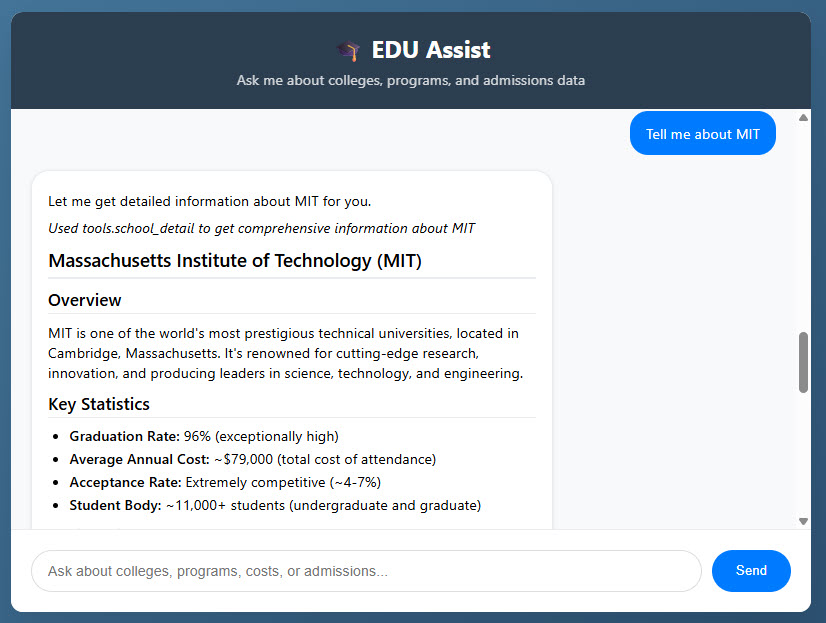 🎓 EDU Assist
Ask me about colleges, programs, and admissions data
Tell me about MIT
Let me get detailed information about MIT for you.
Used tools.school_detail to get comprehensive information about MIT
Massachusetts Institute of Technology (MIT)
Overview
MIT is one of the world's most prestigious technical universities, located in
Cambridge, Massachusetts. It's renowned for cutting-edge research,
innovation, and producing leaders in science, technology, and engineering.
Key Statistics
• Graduation Rate: 96% (exceptionally high)
• Average Annual Cost: ~$79,000 (total cost of attendance)
• Acceptance Rate: Extremely competitive (~4-7%)
• Student Body: ~11,000+ students (undergraduate and graduate)
Ask about colleges, programs, costs, or admissions...
Send